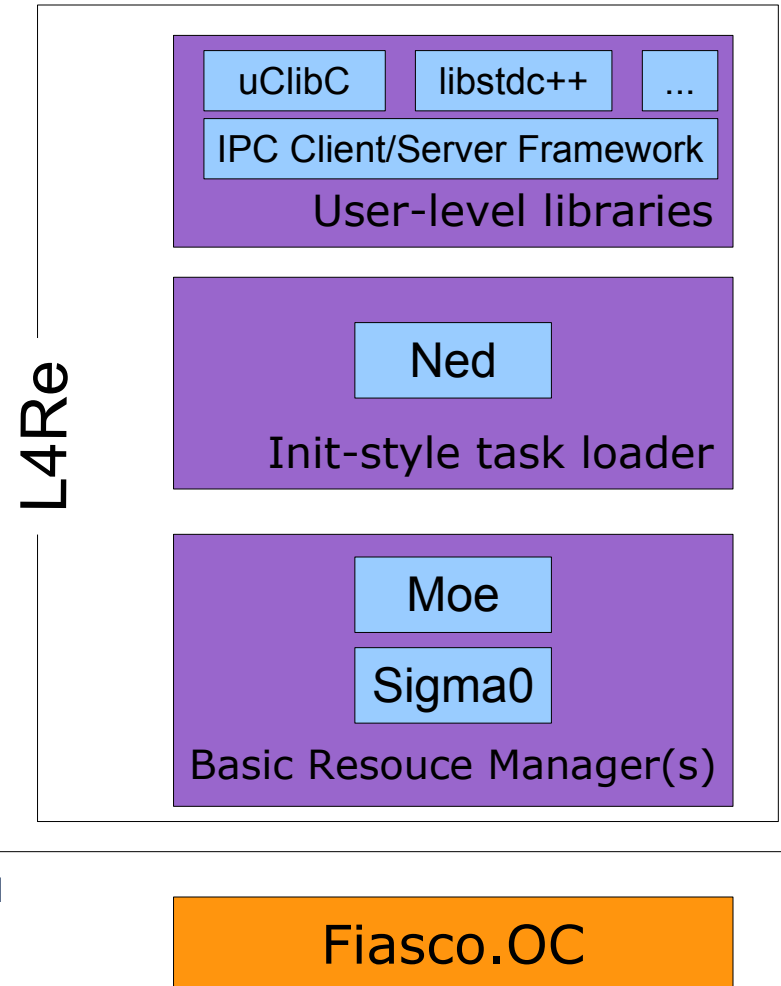 uClibC
libstdc++
...
IPC Client/Server Framework
User-level libraries
Ned
Init-style task loader
L4Re
Moe
Sigma0
Basic Resouce Manager(s)
Fiasco.OC